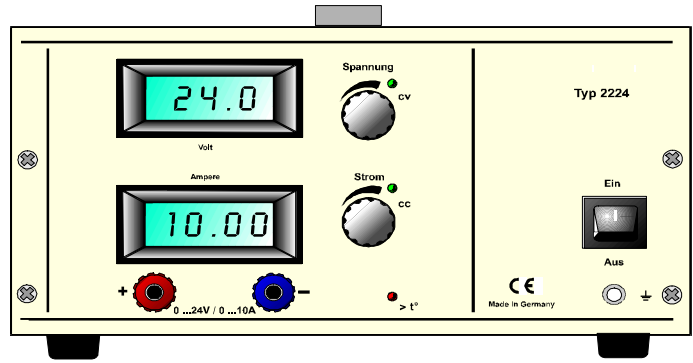 Spannung
24.0
CV
Volt
Typ 2224
Ampere
Strom
10.00
CC
Ein
Aus
+
–
0 ...24V / 0 ...10A
> t°
CE
Made in Germany